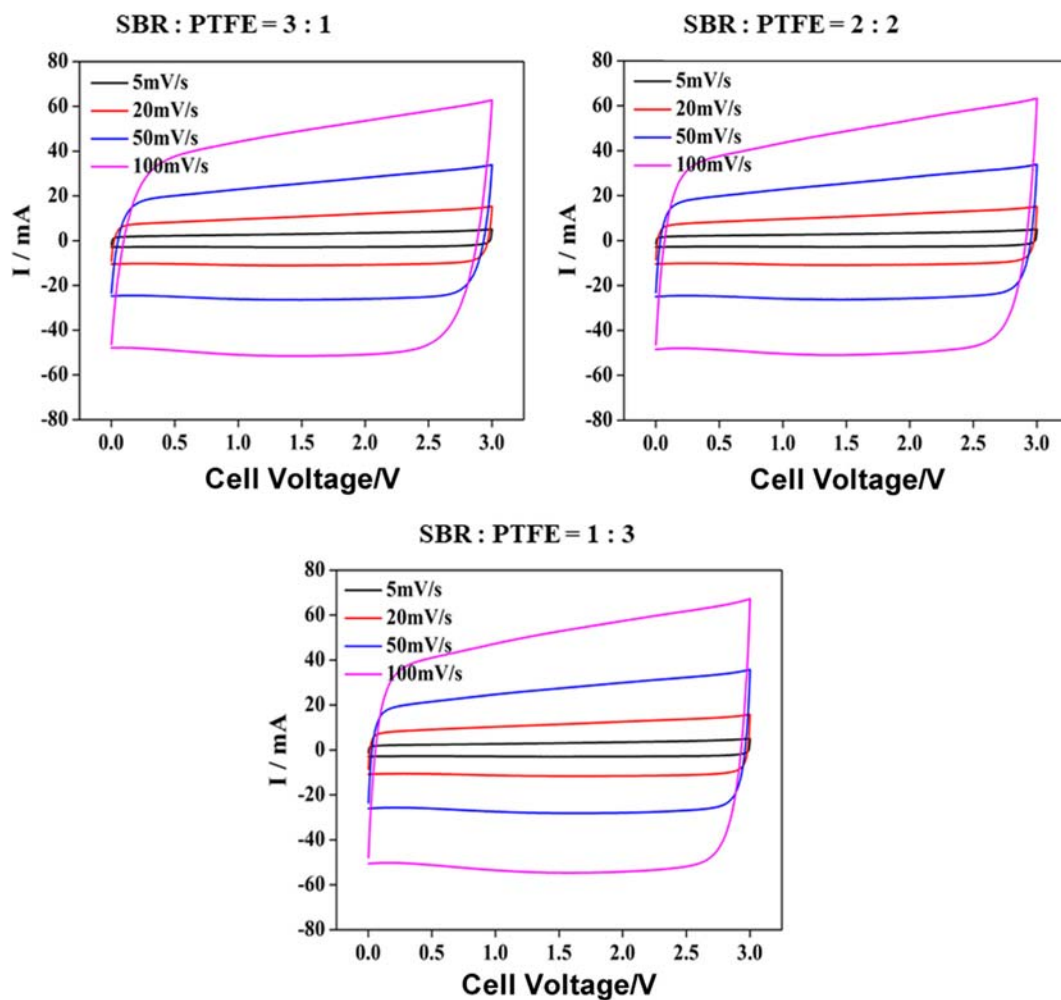 SBR : PTFE = 3 : 1
80
60
40
20
0
-20
-40
-60
-80
I / mA
5mV/s
20mV/s
50mV/s
100mV/s
0.0 0.5 1.0 1.5 2.0 2.5 3.0
Cell Voltage/V
SBR : PTFE = 2 : 2
80
60
40
20
0
-20
-40
-60
-80
I / mA
5mV/s
20mV/s
50mV/s
100mV/s
0.0 0.5 1.0 1.5 2.0 2.5 3.0
Cell Voltage/V
SBR : PTFE = 1 : 3
80
60
40
20
0
-20
-40
-60
-80
I / mA
5mV/s
20mV/s
50mV/s
100mV/s
0.0 0.5 1.0 1.5 2.0 2.5 3.0
Cell Voltage/V